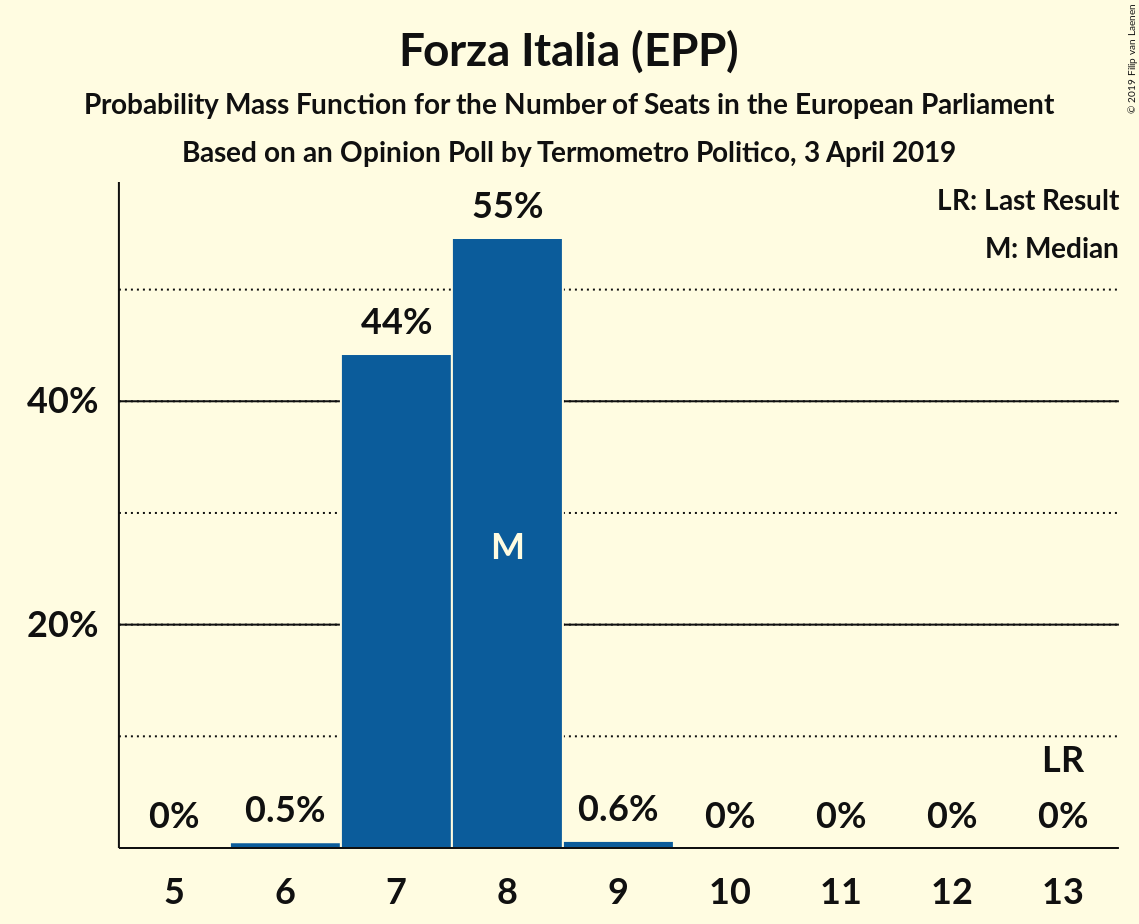 Forza Italia (EPP)
Probability Mass Function for the Number of Seats in the European Parliament
Based on an Opinion Poll by Termometro Politico, 3 April 2019
© 2019 Filip van Laenen
LR: Last Result
M: Median
55%
44%
40%
M
20%
LR
0%
0.5%
0.6%
0%
0%
0%
0%
5 6 7 8 9 10 11 12 13